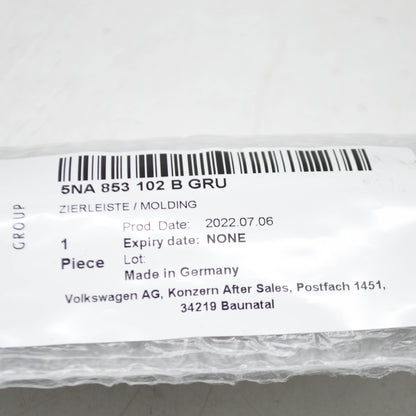 GROUP
5NA 853 102 B GRU
ZIERLEISTE / MOLDING
Prod. Date: 2022.07.06
1 Expiry date: NONE
Piece Lot:
Made in Germany
Volkswagen AG, Konzern After Sales, Postfach 1451,
34219 Baunatal